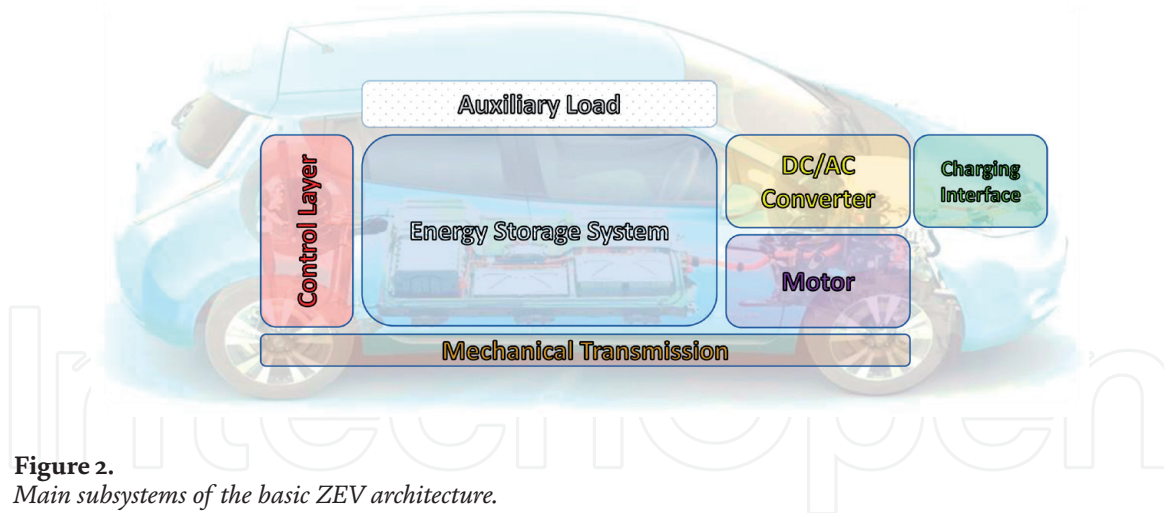 Auxiliary Load
Control Layer
Energy Storage System
DC/AC
Converter
Charging
Interface
Motor
Mechanical Transmission
IntechOpen
Figure 2.
Main subsystems of the basic ZEV architecture.